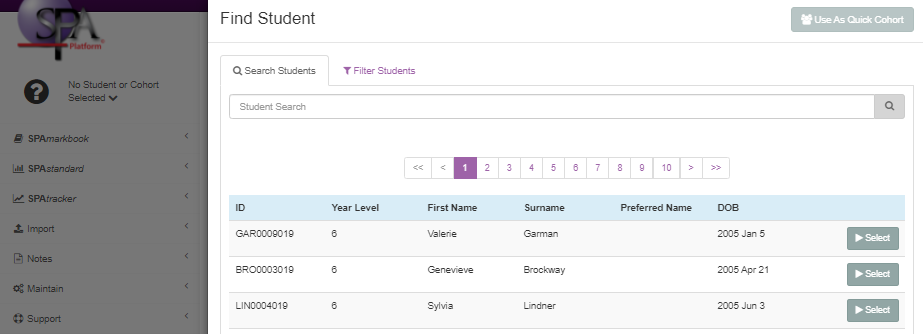 SPA
Platform
No Student or Cohort
Selected
SPAmarkbook
SPAstandard
SPAtracker
Import
Notes
Maintain
Support
Find Student
Use As Quick Cohort
Search Students
Filter Students
Student Search
<< < 1 2 3 4 5 6 7 8 9 10 > >>
ID Year Level First Name Surname Preferred Name DOB
GAR0009019 6 Valerie Garman 2005 Jan 5 Select
BRO0003019 6 Genevieve Brockway 2005 Apr 21 Select
LIN0004019 6 Sylvia Lindner 2005 Jun 3 Select